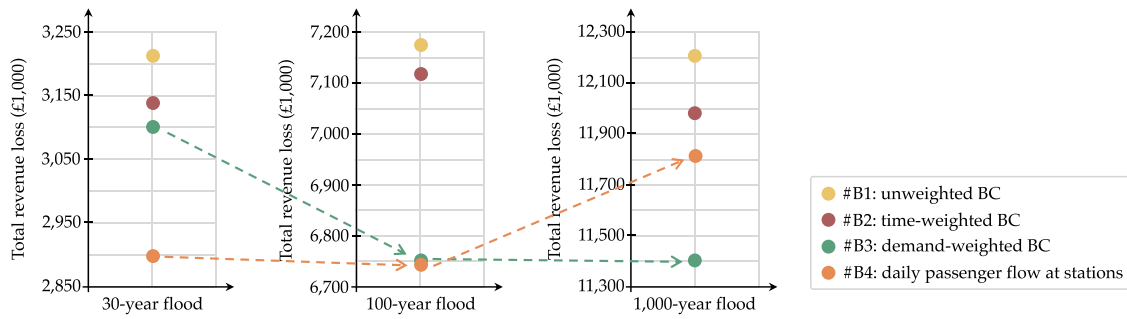 Total revenue loss (£1,000)
3,250
3,150
3,050
2,950
2,850
30-year flood
Total revenue loss (£1,000)
7,200
7,100
7,000
6,900
6,800
6,700
100-year flood
Total revenue loss (£1,000)
12,300
12,100
11,900
11,700
11,500
11,300
1,000-year flood
#B1: unweighted BC
#B2: time-weighted BC
#B3: demand-weighted BC
#B4: daily passenger flow at stations